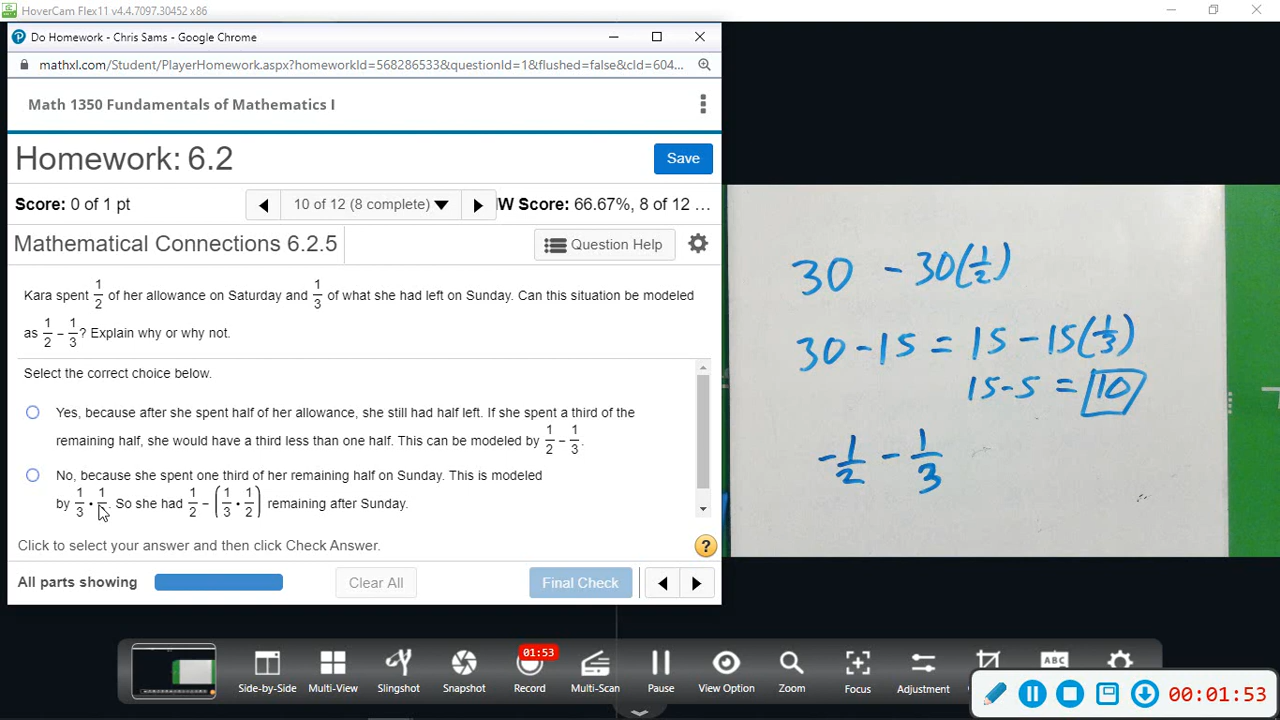 HoverCam Flex11 v4.4.7097.30452 x86
Do Homework - Chris Sams - Google Chrome
mathxl.com/Student/PlayerHomework.aspx?homeworkId=568286533&questionId=1&flushed=false&cId=604...
Math 1350 Fundamentals of Mathematics I
Homework: 6.2
Save
Score: 0 of 1 pt
10 of 12 (8 complete)
W Score: 66.67%, 8 of 12 ...
Mathematical Connections 6.2.5
Question Help
Kara spent 1/2 of her allowance on Saturday and 1/3 of what she had left on Sunday. Can this situation be modeled
as 1/2 - 1/3? Explain why or why not.
Select the correct choice below.
Yes, because after she spent half of her allowance, she still had half left. If she spent a third of the
remaining half, she would have a third less than one half. This can be modeled by 1/2 - 1/3.
No, because she spent one third of her remaining half on Sunday. This is modeled
by 1/3 • 1/. So she had 1/2 - (1/3 • 1/2) remaining after Sunday.
Click to select your answer and then click Check Answer.
?
All parts showing
Clear All
Final Check
30 - 30(1/2)
30 - 15 = 15 - 15(1/3)
15 - 5 = 10
-1/2 - 1/3
Side-by-Side
Multi-View
Slingshot
snapshot
01:53
Record
Multi-Scan
Pause
View Option
Zoom
Focus
Adjustment
ABC
00:01:53